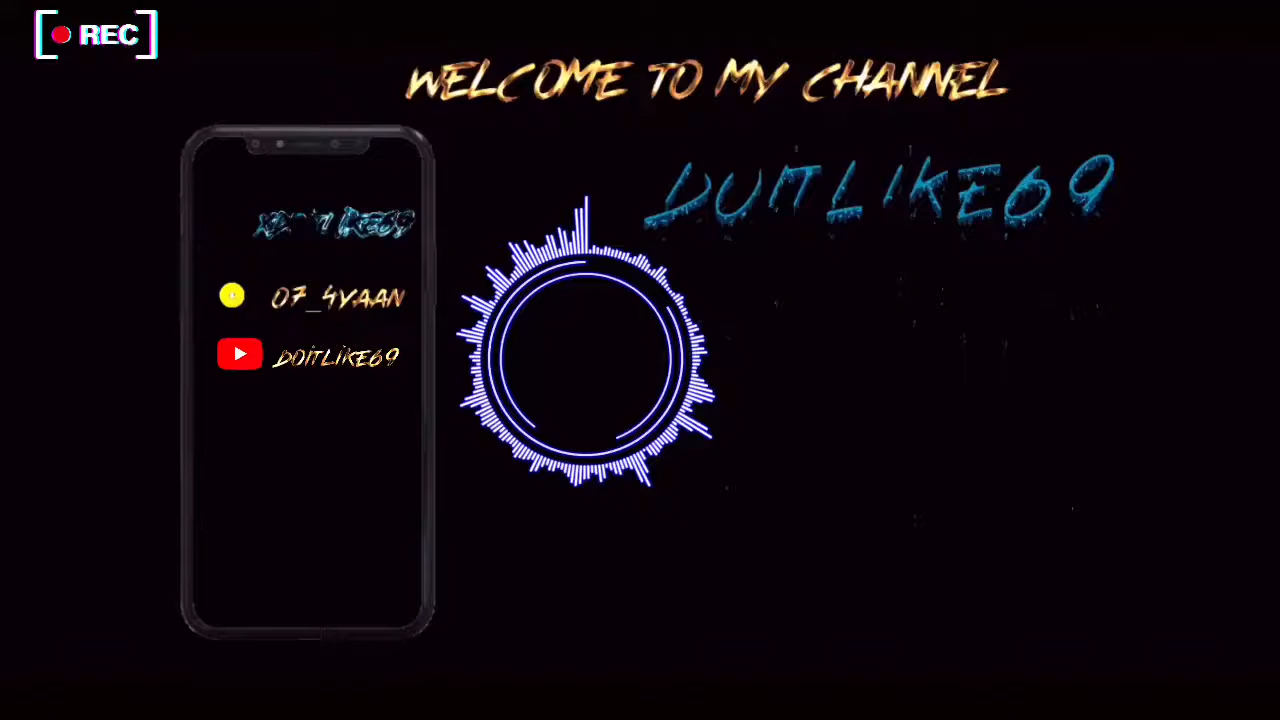 REC
WELCOME TO MY CHANNEL
DOITLIKE69
07_4YAAN
DOITLIKE69